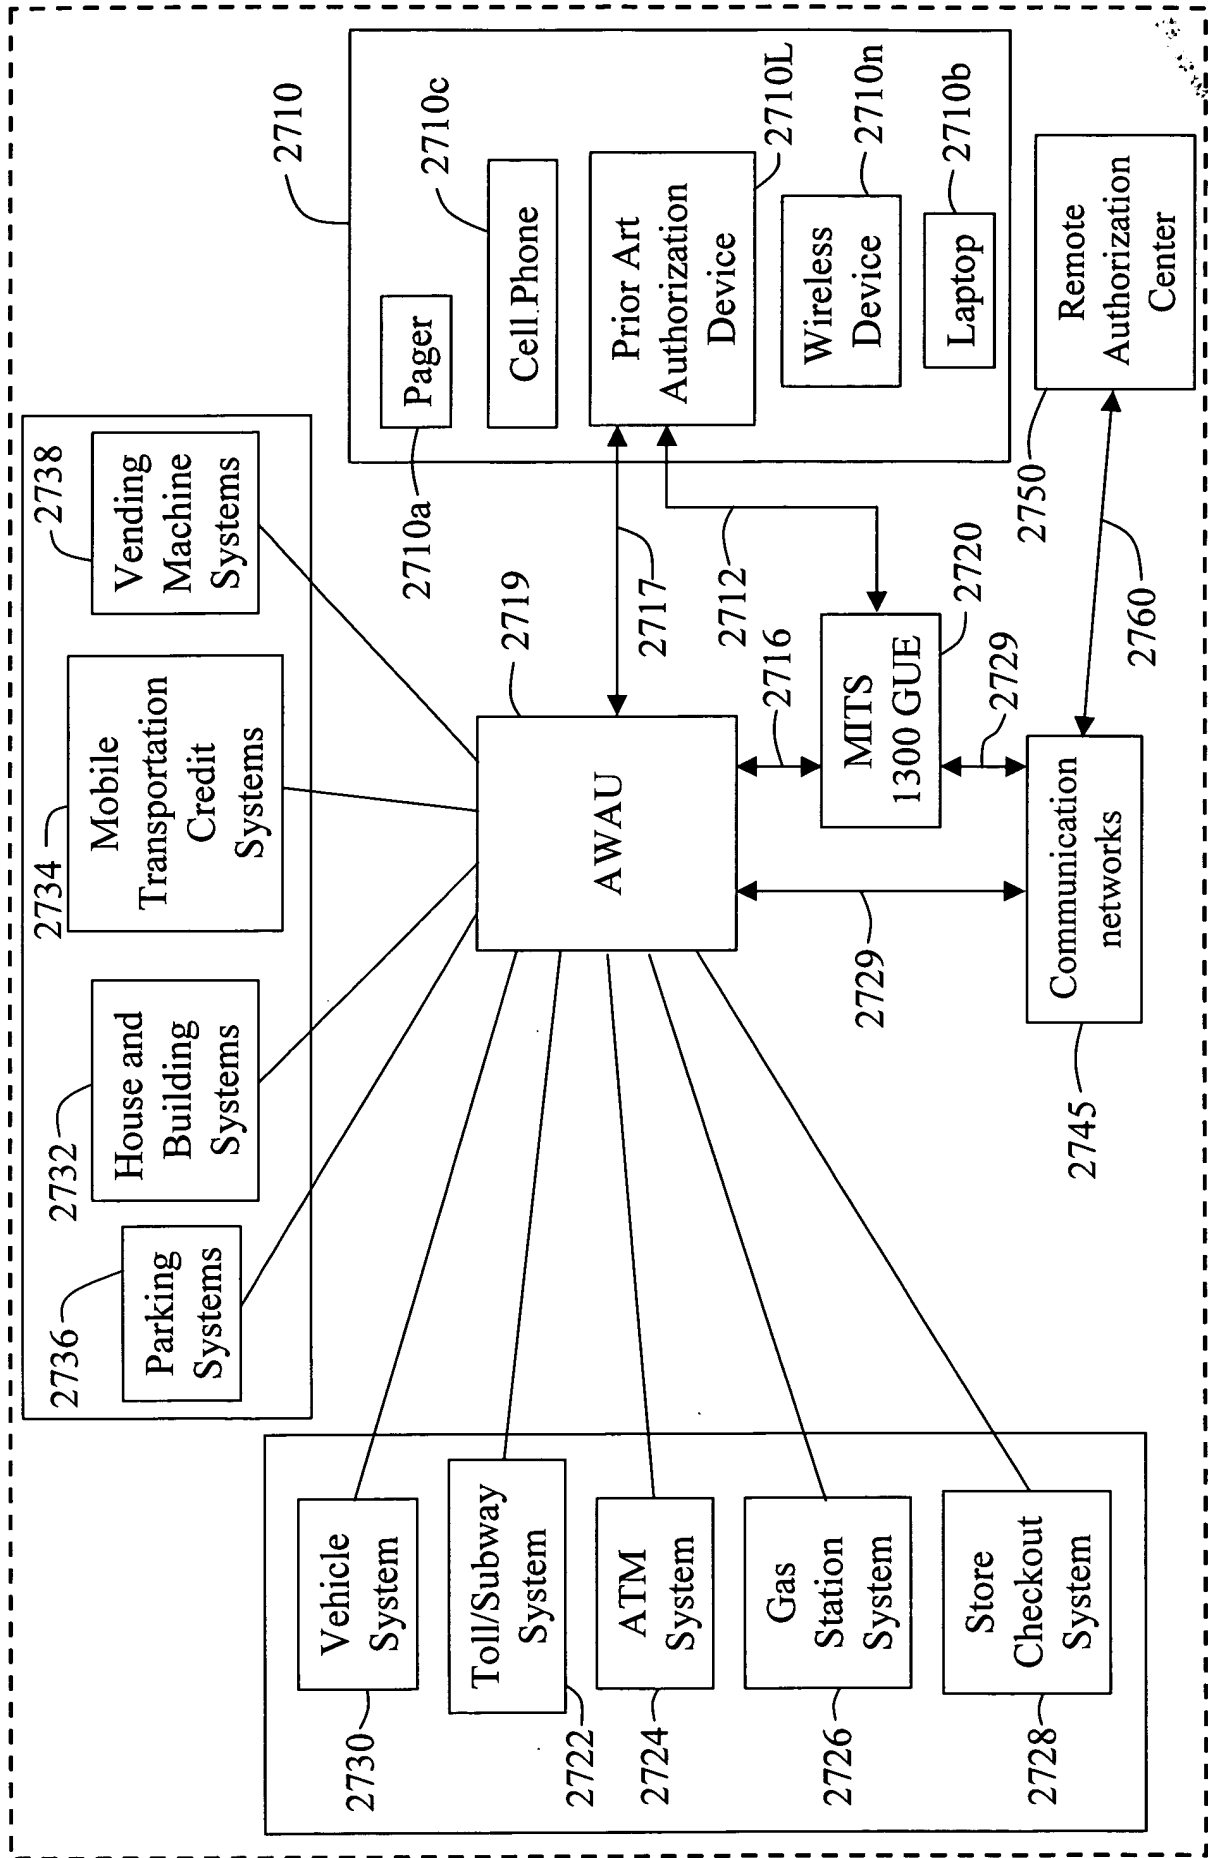 2736
Parking
Systems
2732
House and
Building
Systems
2734
Mobile
Transportation
Credit
Systems
2738
Vending
Machine
Systems
2730
Vehicle
System
2722
Toll/Subway
System
2724
ATM
System
2726
Gas
Station
System
2728
Store
Checkout
System
2719
AWAU
2717
2712
2716
2720
MITS
1300 GUE
2729
2729
2745
Communication
networks
2760
2750
Remote
Authorization
Center
2710
2710a
Pager
2710c
Cell Phone
2710L
Prior Art
Authorization
Device
2710n
Wireless
Device
2710b
Laptop